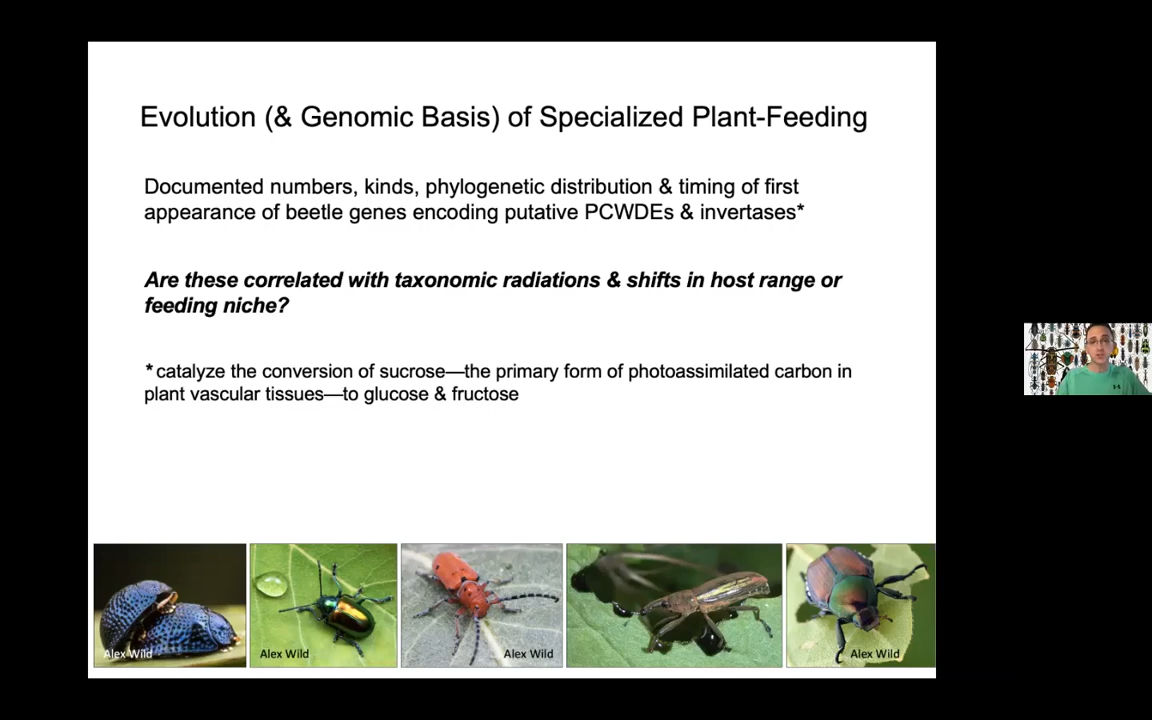 Evolution (& Genomic Basis) of Specialized Plant-Feeding
Documented numbers, kinds, phylogenetic distribution & timing of first
appearance of beetle genes encoding putative PCWDEs & invertases*
Are these correlated with taxonomic radiations & shifts in host range or
feeding niche?
*catalyze the conversion of sucrose—the primary form of photoassimilated carbon in
plant vascular tissues—to glucose & fructose
Alex Wild
Alex Wild
Alex Wild
Alex Wild